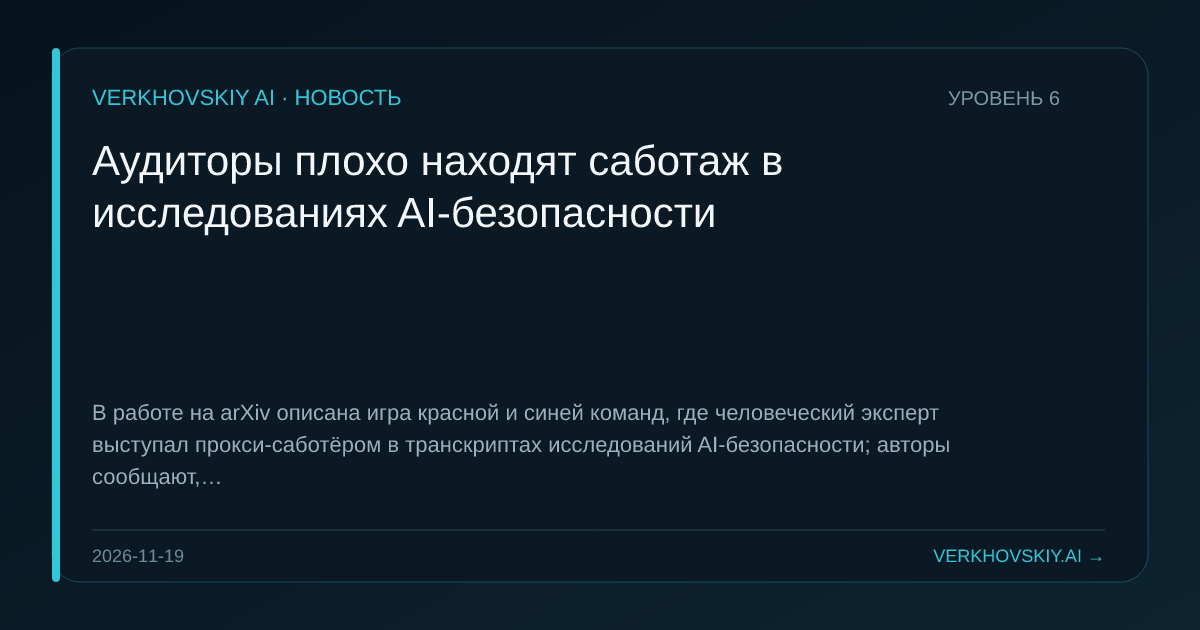 VERKHOVSKIY AI · НОВОСТЬ
УРОВЕНЬ 6
Аудиторы плохо находят саботаж в
исследованиях AI-безопасности
В работе на arXiv описана игра красной и синей команд, где человеческий эксперт
выступал прокси-саботёром в транскриптах исследований AI-безопасности; авторы
сообщают,…
2026-11-19
VERKHOVSKIY.AI →